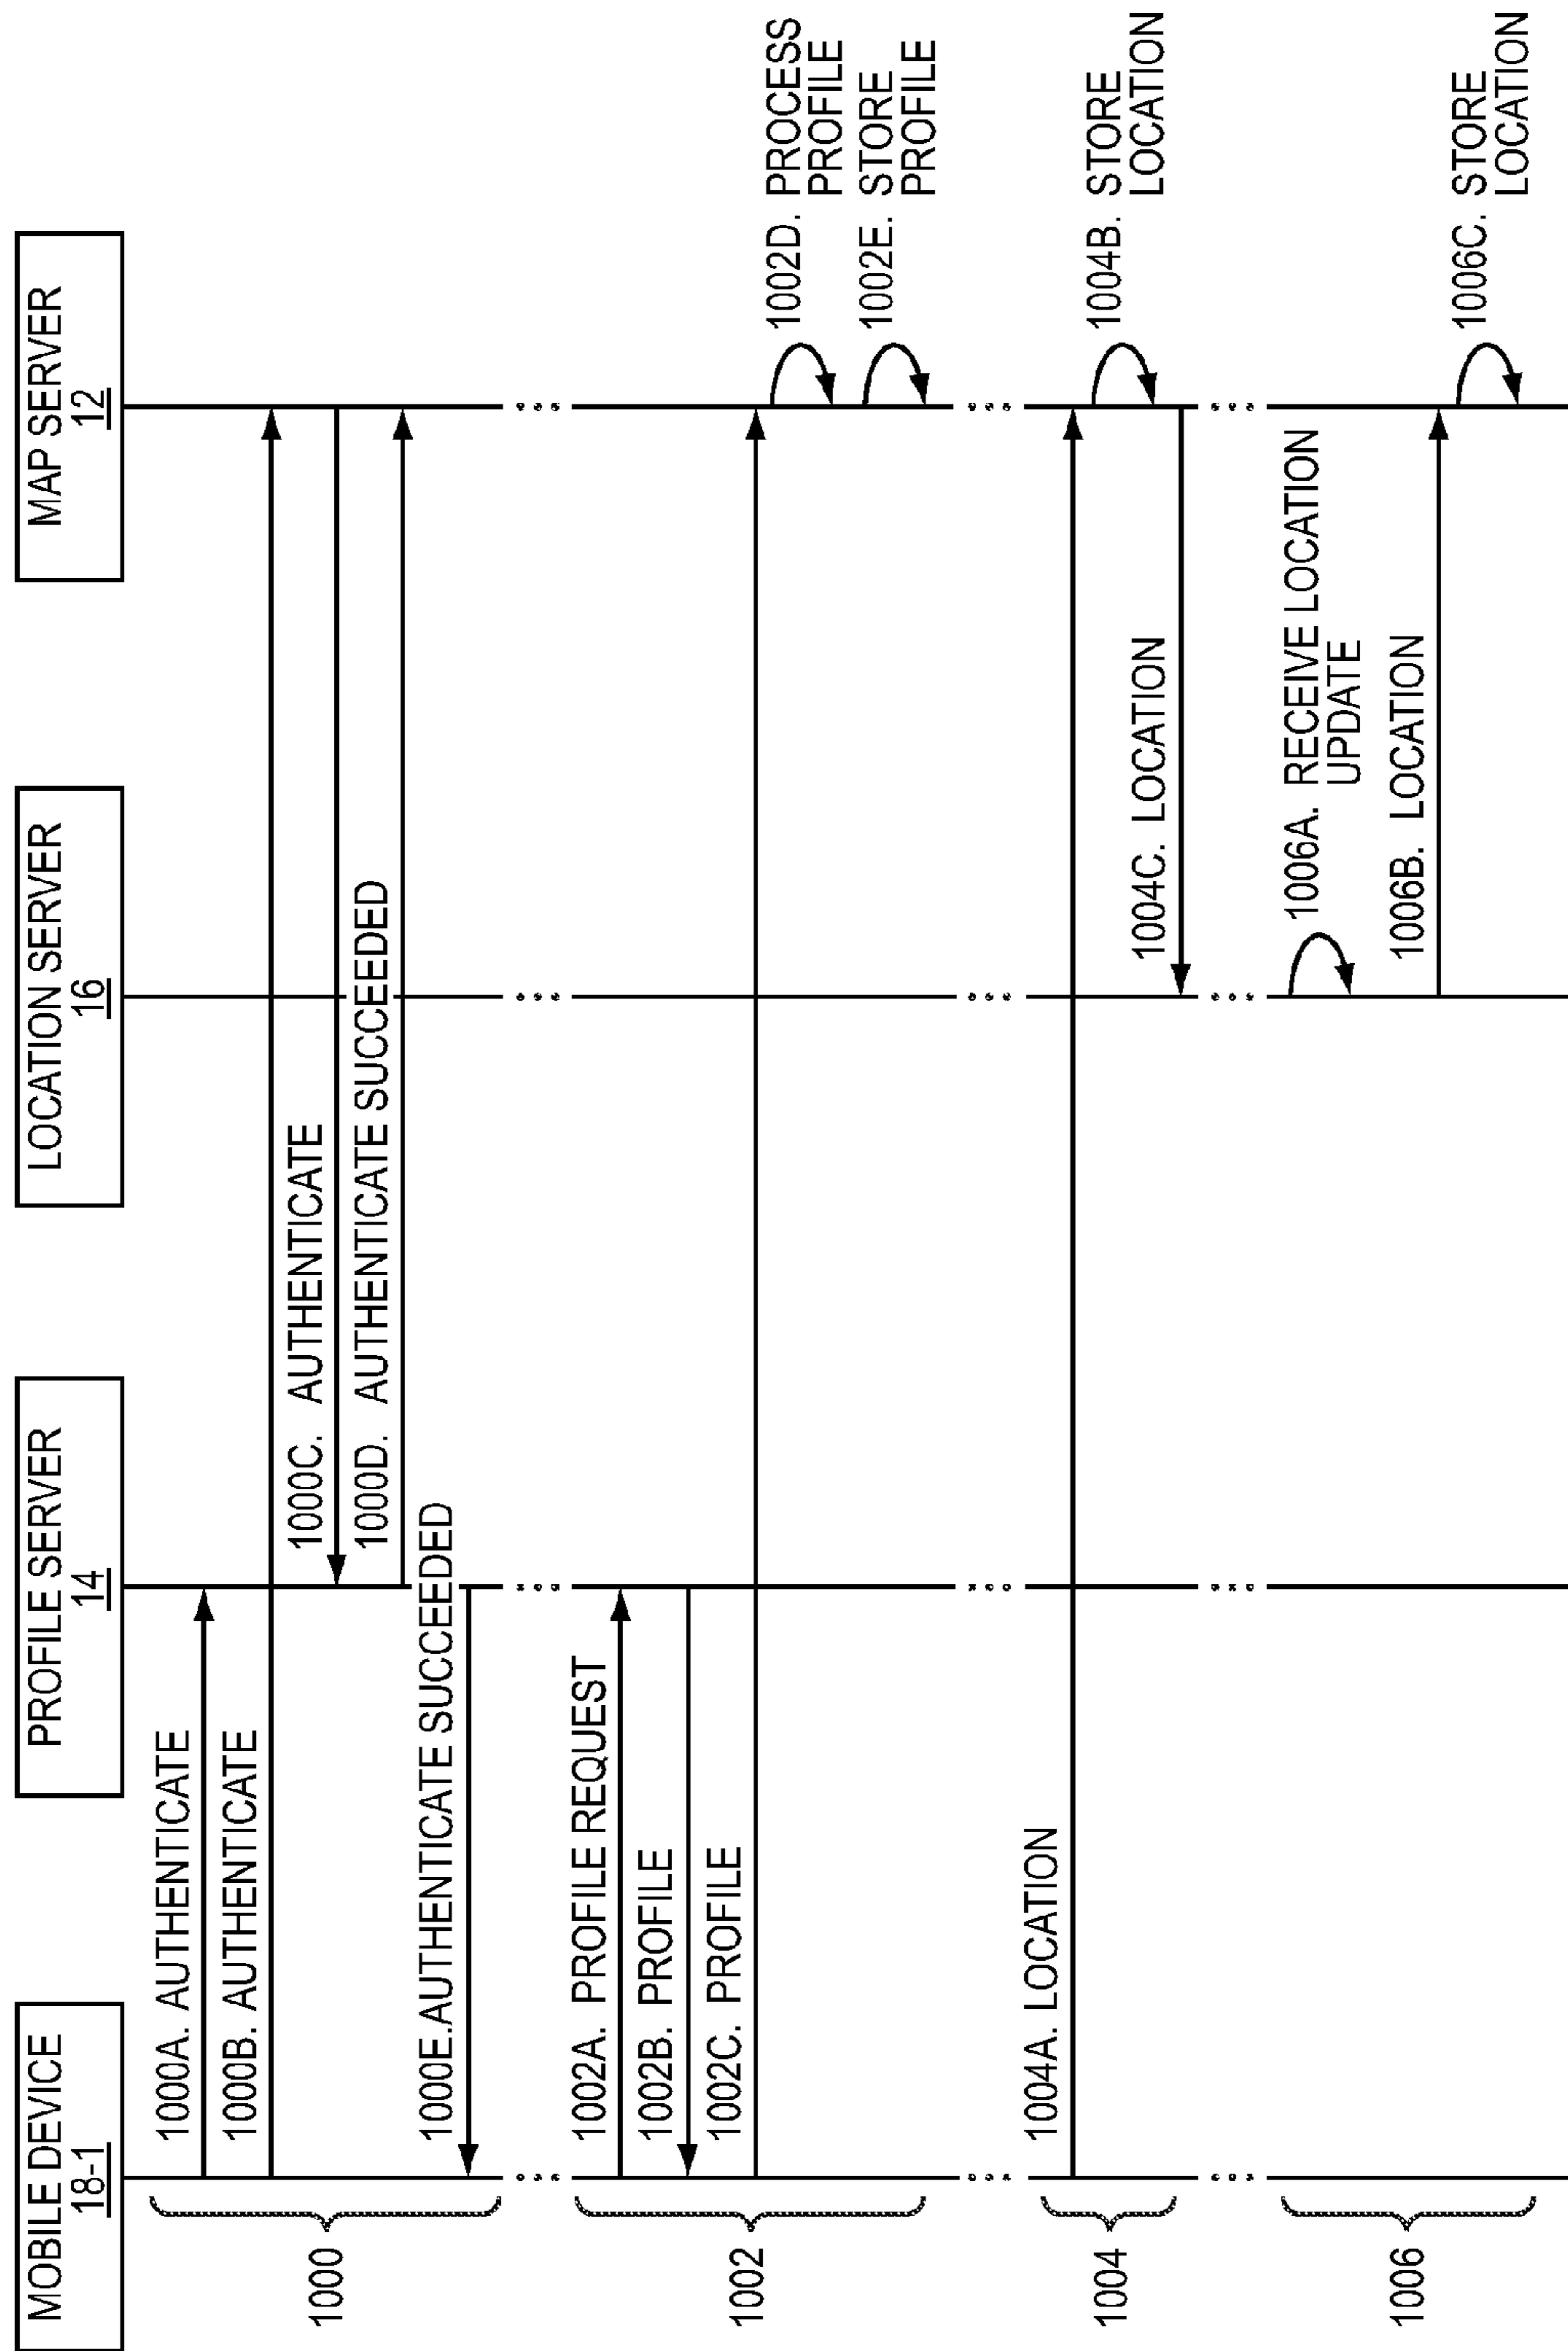 MOBILE DEVICE
18-1
PROFILE SERVER
14
LOCATION SERVER
16
MAP SERVER
12
1000
1000A. AUTHENTICATE
1000B. AUTHENTICATE
1000C. AUTHENTICATE
1000D. AUTHENTICATE SUCCEEDED
1000E.AUTHENTICATE SUCCEEDED
1002
1002A. PROFILE REQUEST
1002B. PROFILE
1002C. PROFILE
1002D. PROCESS
PROFILE
1002E. STORE
PROFILE
1004
1004A. LOCATION
1004B. STORE
LOCATION
1004C. LOCATION
1006
1006A. RECEIVE LOCATION
UPDATE
1006B. LOCATION
1006C. STORE
LOCATION